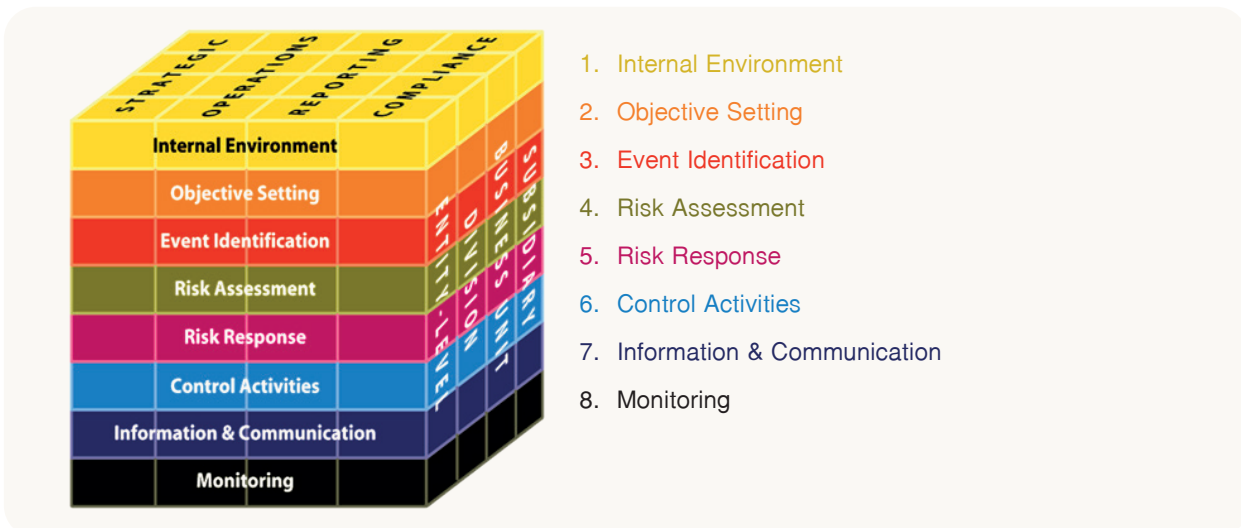 STRATEGIC
OPERATIONS
REPORTING
COMPLIANCE
Internal Environment
Objective Setting
Event Identification
Risk Assessment
Risk Response
Control Activities
Information & Communication
Monitoring
ENTITY-LEVEL
DIVISION
BUSINESS UNIT
SUBSIDIARY
1. Internal Environment
2. Objective Setting
3. Event Identification
4. Risk Assessment
5. Risk Response
6. Control Activities
7. Information & Communication
8. Monitoring